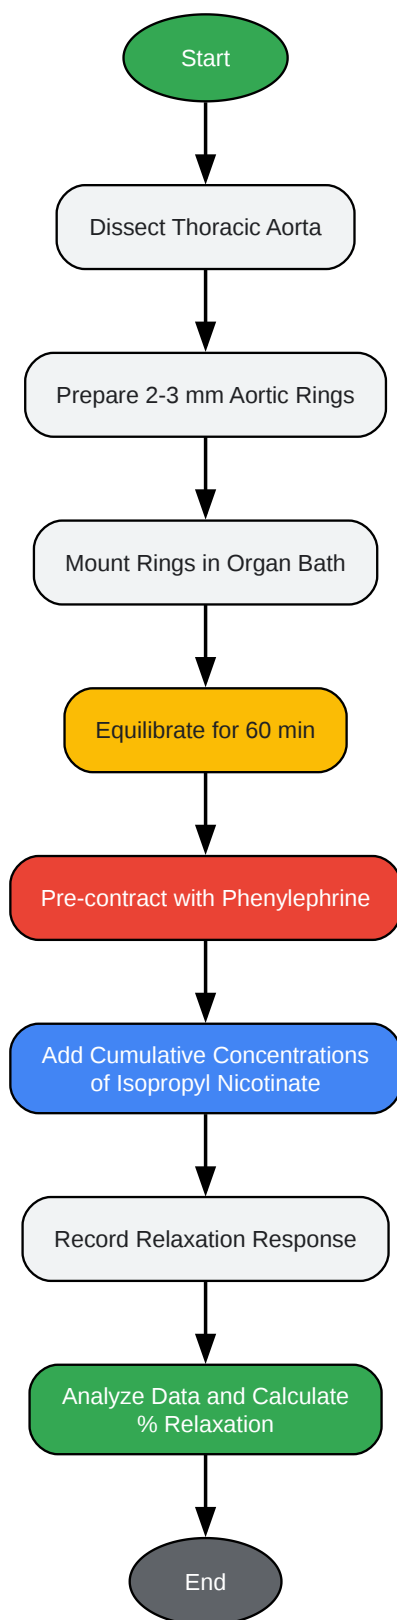 Start
Dissect Thoracic Aorta
Prepare 2-3 mm Aortic Rings
Mount Rings in Organ Bath
Equilibrate for 60 min
Pre-contract with Phenylephrine
Add Cumulative Concentrations
of Isopropyl Nicotinate
Record Relaxation Response
Analyze Data and Calculate
% Relaxation
End